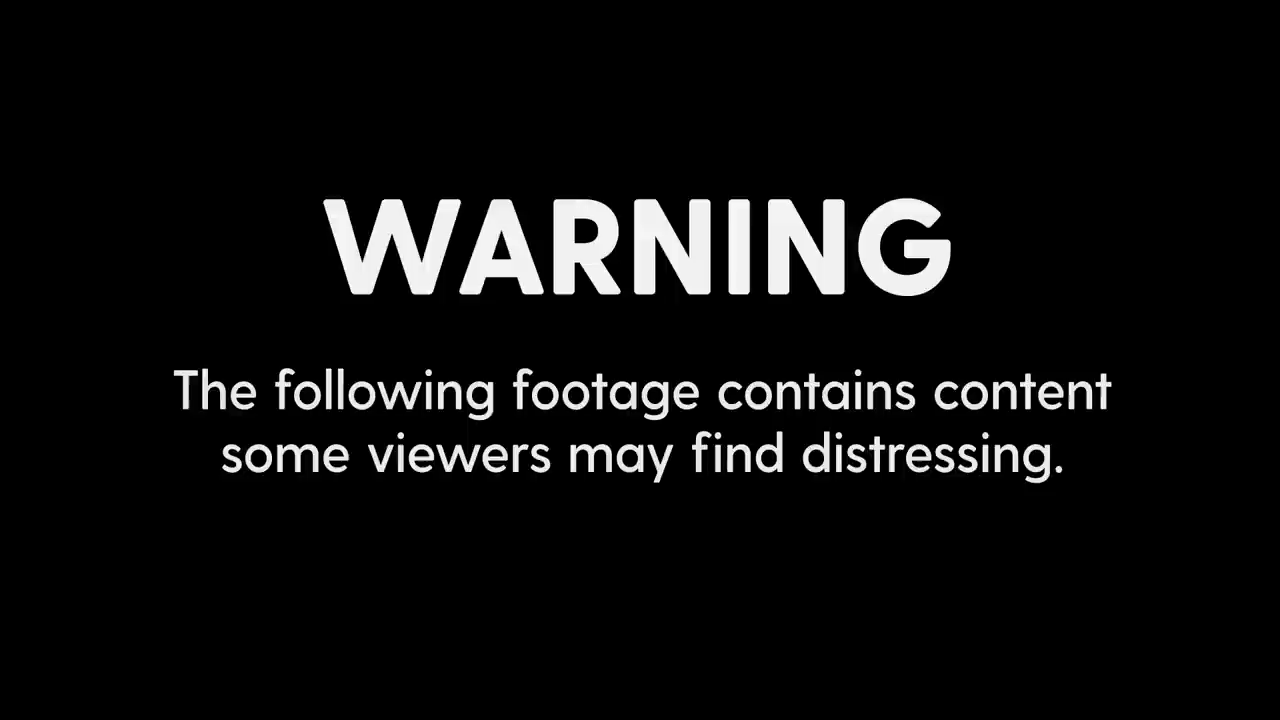 WARNING
The following footage contains content
some viewers may find distressing.